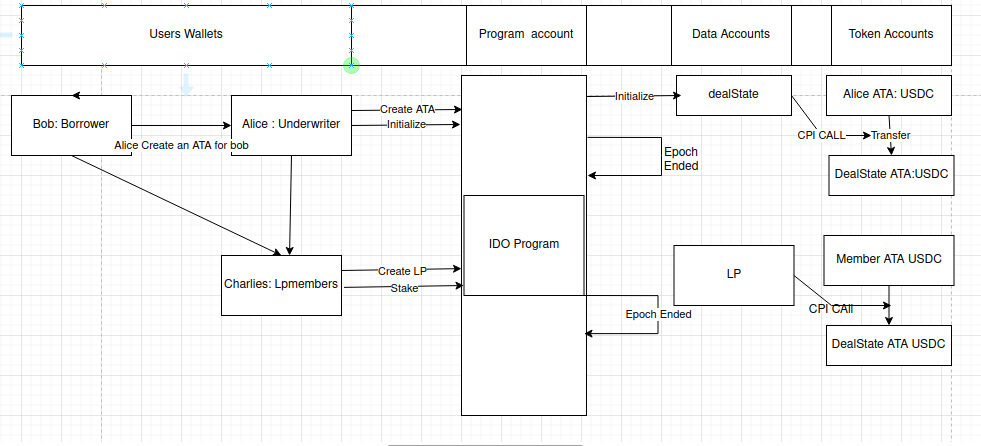 Users Wallets
Program account
Data Accounts
Token Accounts
Bob: Borrower
Alice : Underwriter
Create ATA
Initialize
Initialize
dealState
Alice ATA: USDC
CPI CALL
Transfer
Alice Create an ATA for bob
Epoch
Ended
DealState ATA:USDC
IDO Program
Charlies: Lpmembers
Create LP
Stake
LP
Member ATA USDC
CPI CAll
Epoch Ended
DealState ATA USDC